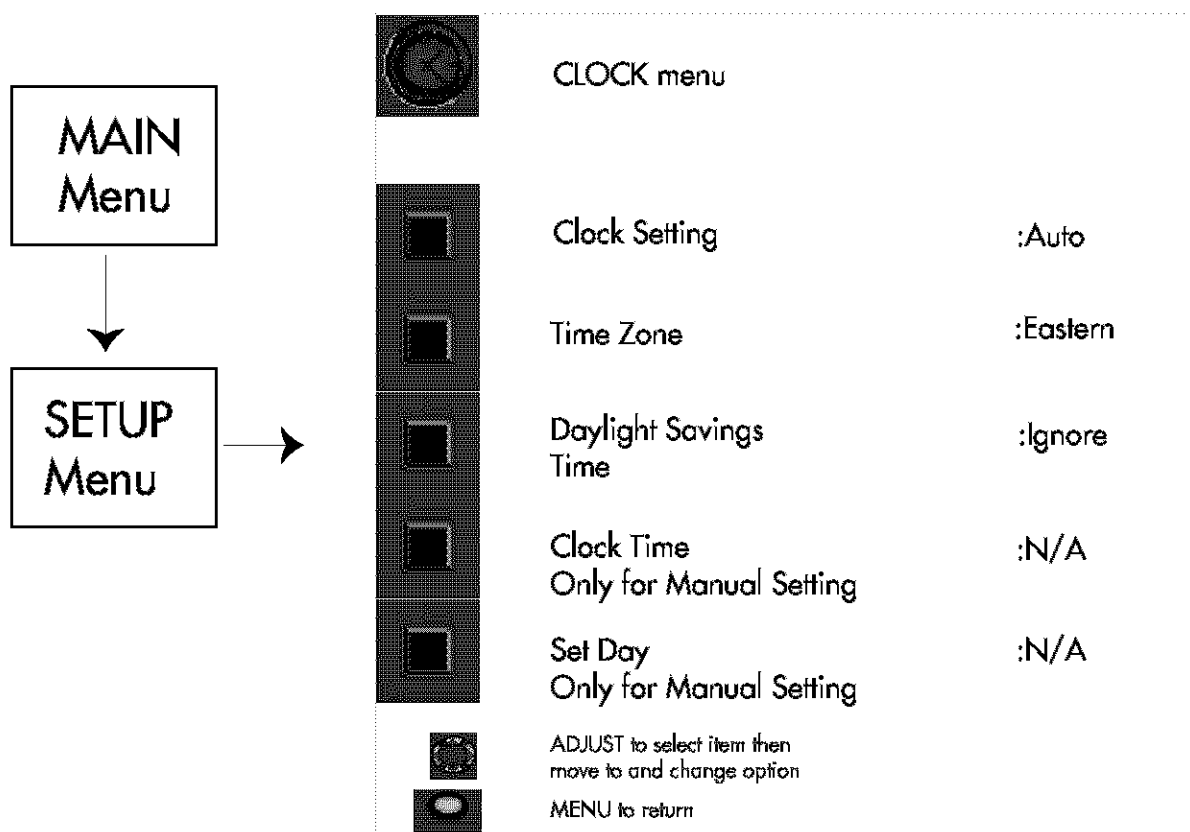 MAIN
Menu
SETUP
Menu
CLOCK menu
Clock Setting :Auto
Time Zone :Eastern
Daylight Savings :Ignore
Time
Clock Time :N/A
Only for Manual Setting
Set Day :N/A
Only for Manual Setting
ADJUST to select item then
move to and change option
MENU to return